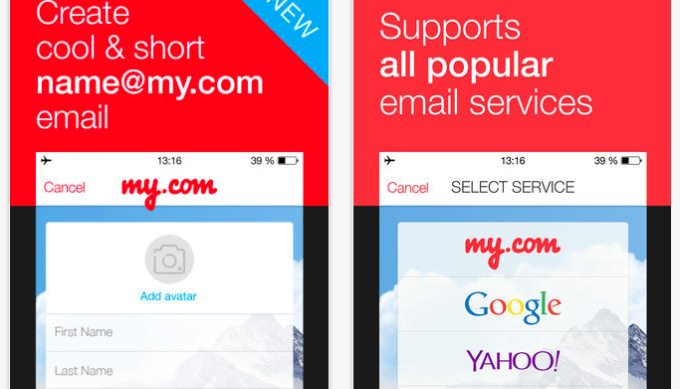 Create
cool & short
name@my.com
email
NEW
13:16
39 %
Cancel
my.com
Add avatar
First Name
Last Name
Supports
all popular
email services
13:16
39 %
Cancel
SELECT SERVICE
my.com
Google
YAHOO!